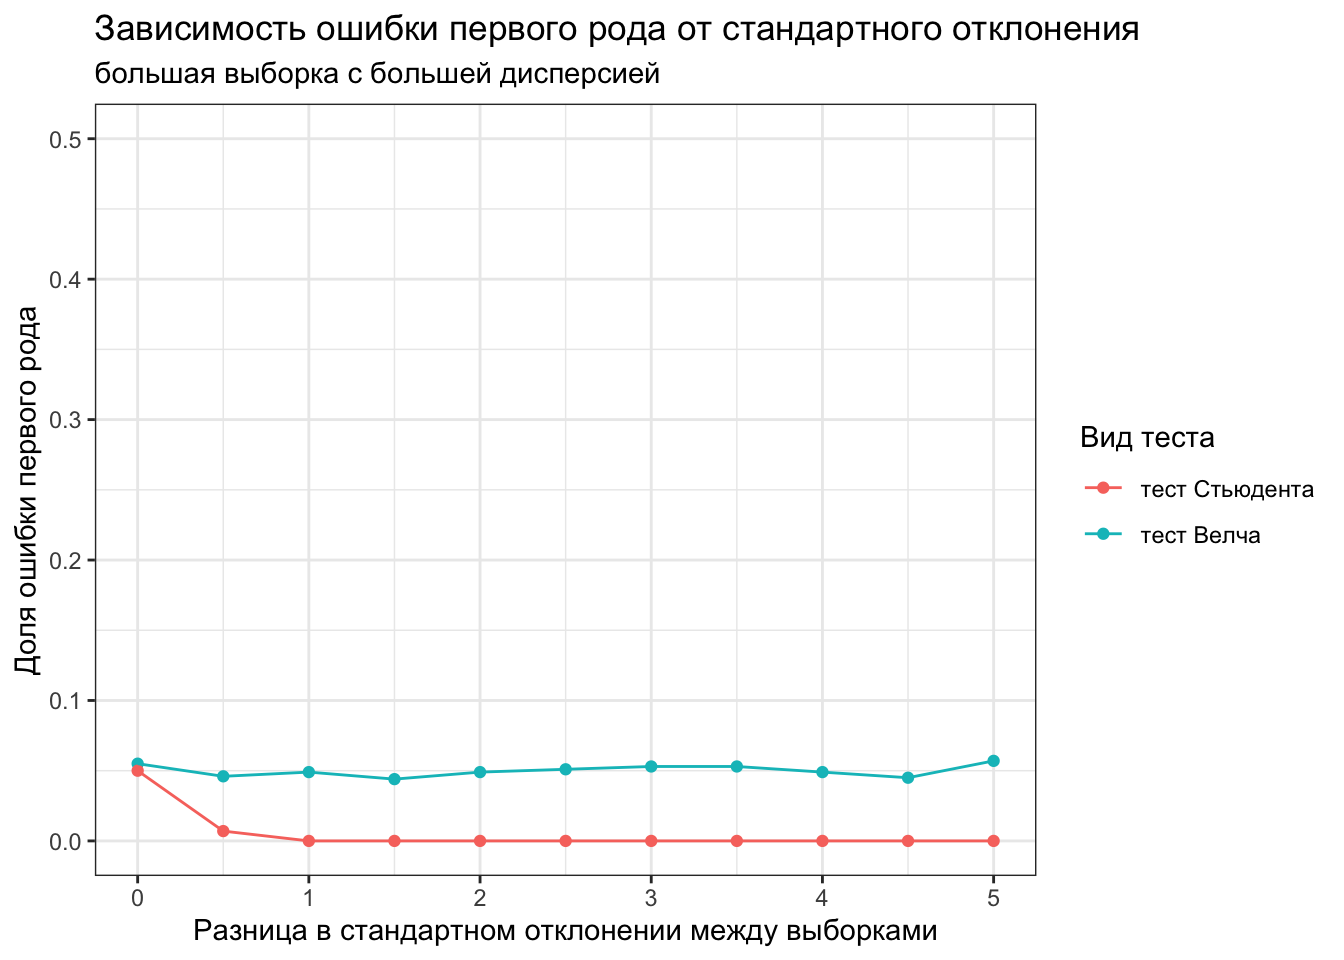 Зависимость ошибки первого рода от стандартного отклонения
большая выборка с большей дисперсией
Доля ошибки первого рода
0.5
0.4
0.3
0.2
0.1
0.0
0 1 2 3 4 5
Разница в стандартном отклонении между выборками
Вид теста
тест Стьюдента
тест Велча